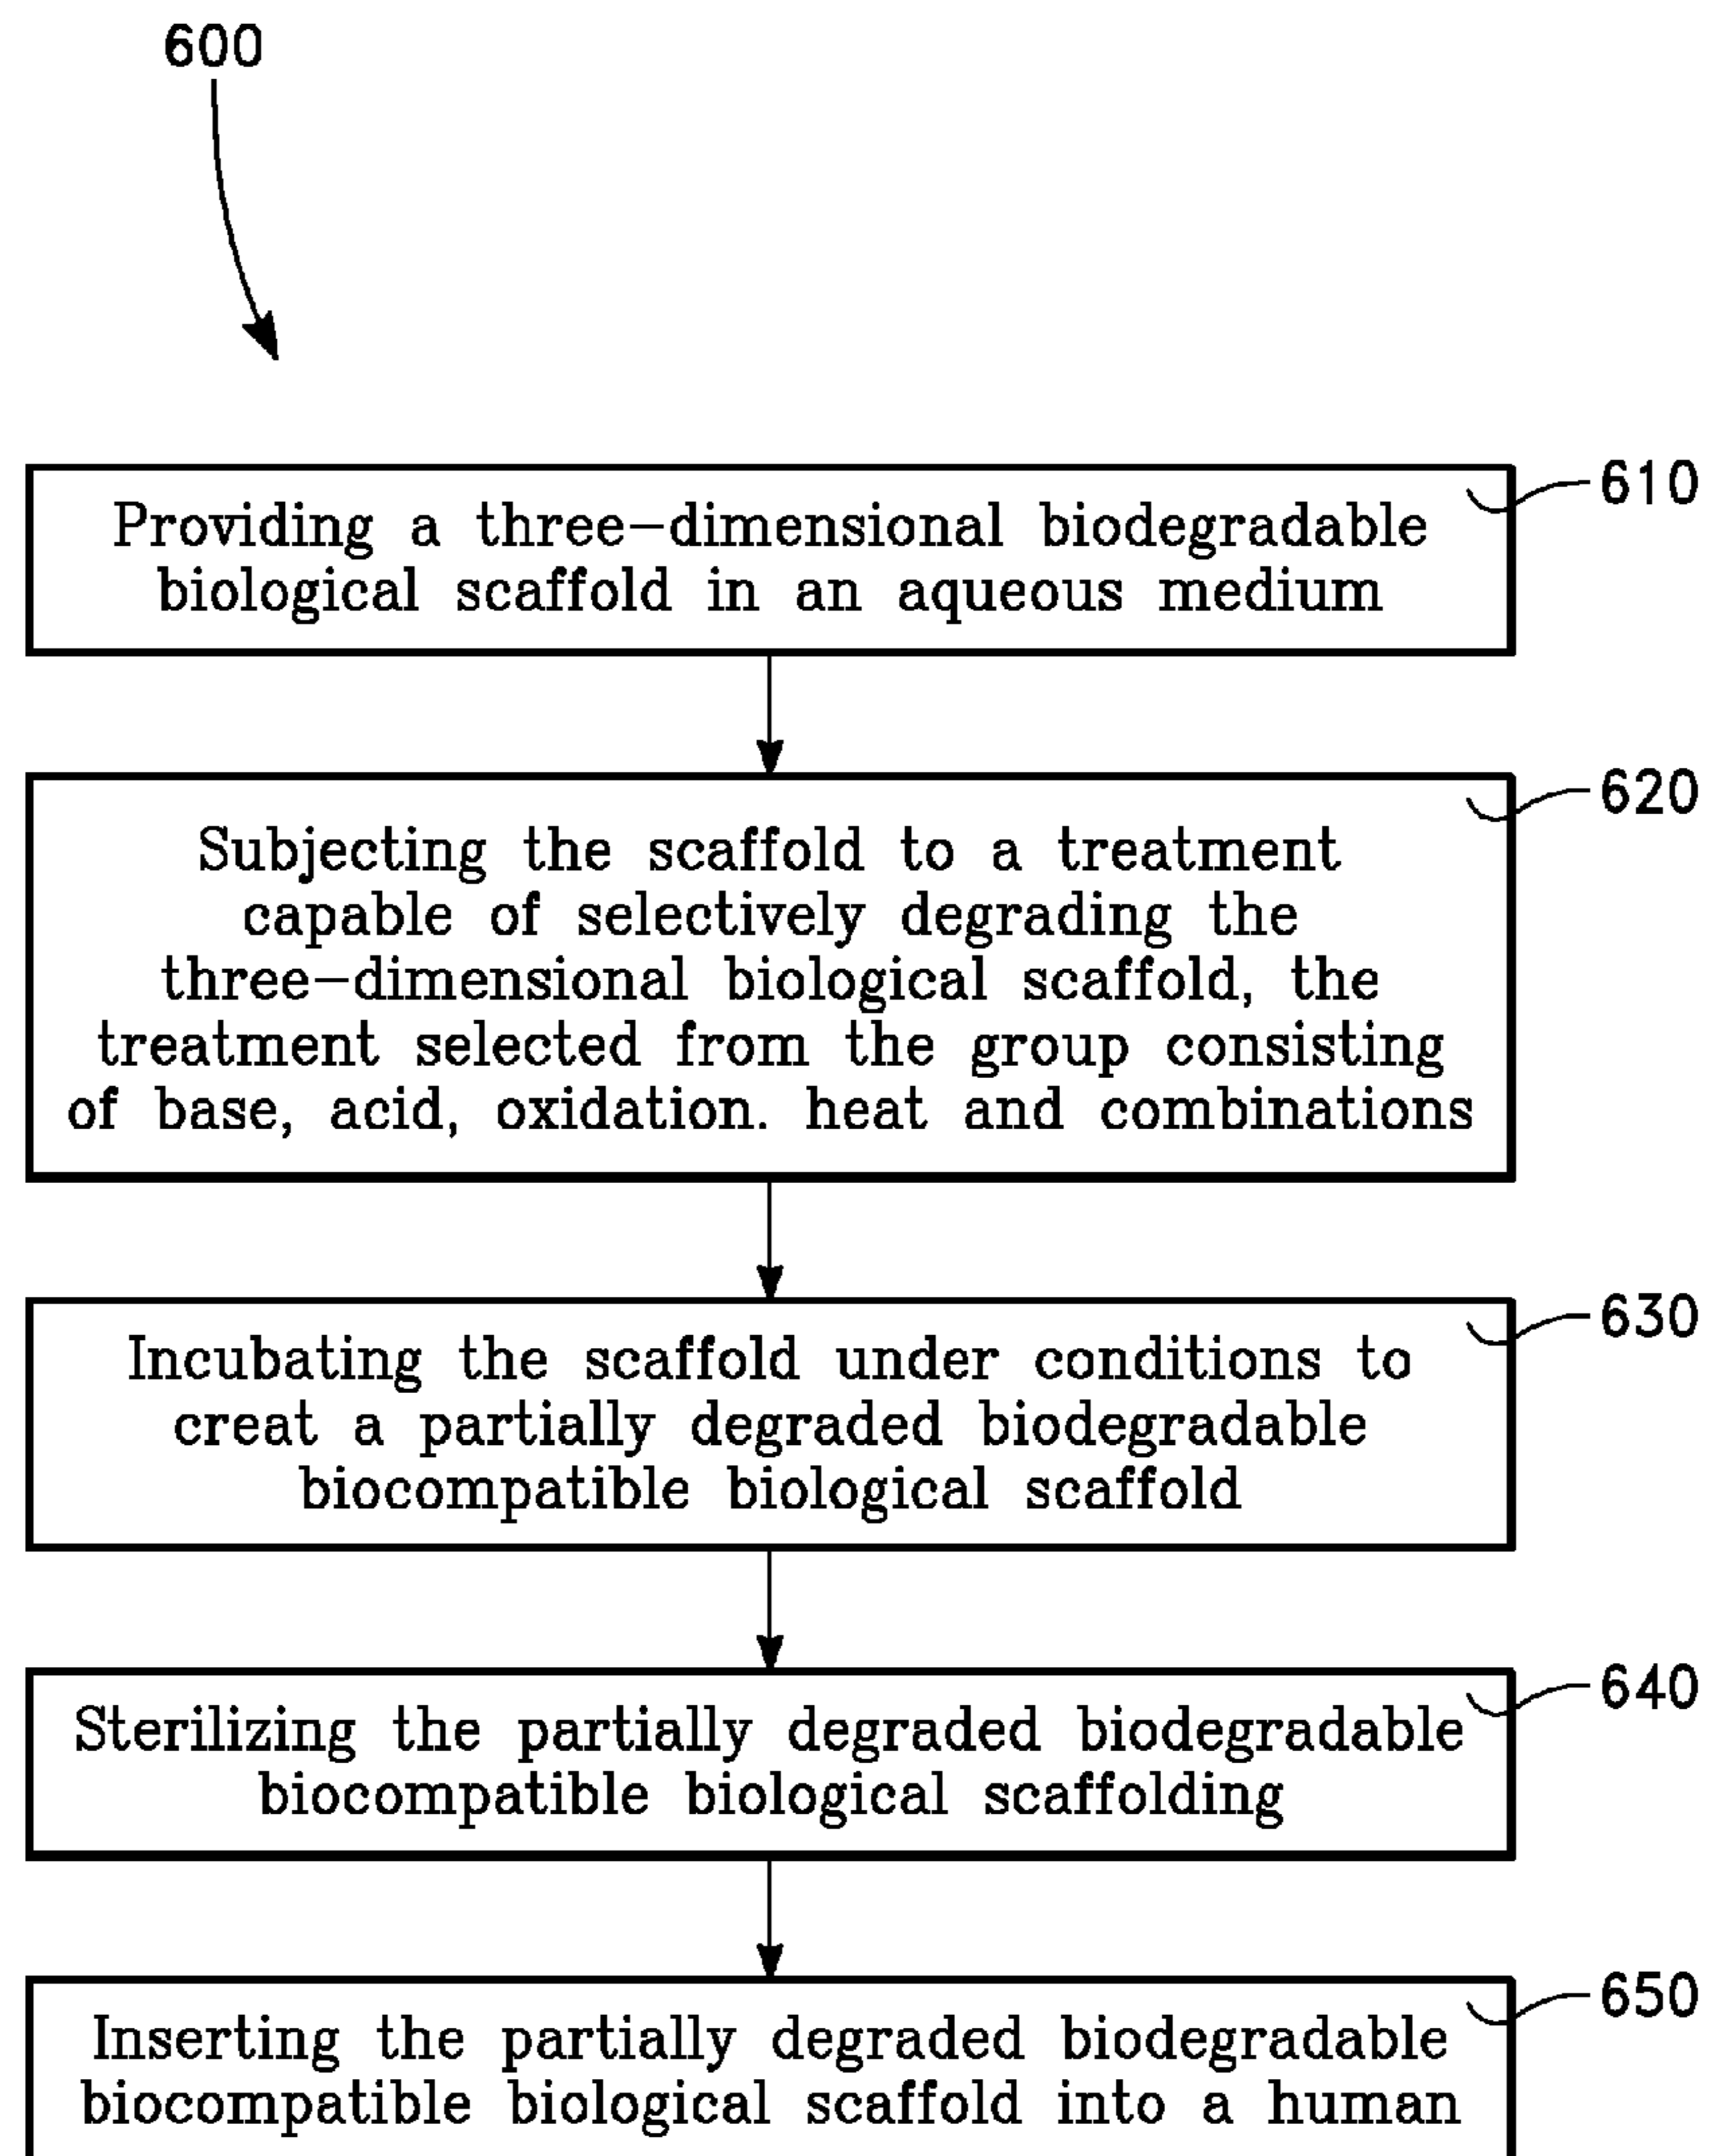 600
Providing a three-dimensional biodegradable
biological scaffold in an aqueous medium
610
Subjecting the scaffold to a treatment
capable of selectively degrading the
three-dimensional biological scaffold, the
treatment selected from the group consisting
of base, acid, oxidation. heat and combinations
620
Incubating the scaffold under conditions to
creat a partially degraded biodegradable
biocompatible biological scaffold
630
Sterilizing the partially degraded biodegradable
biocompatible biological scaffolding
640
Inserting the partially degraded biodegradable
biocompatible biological scaffold into a human
650